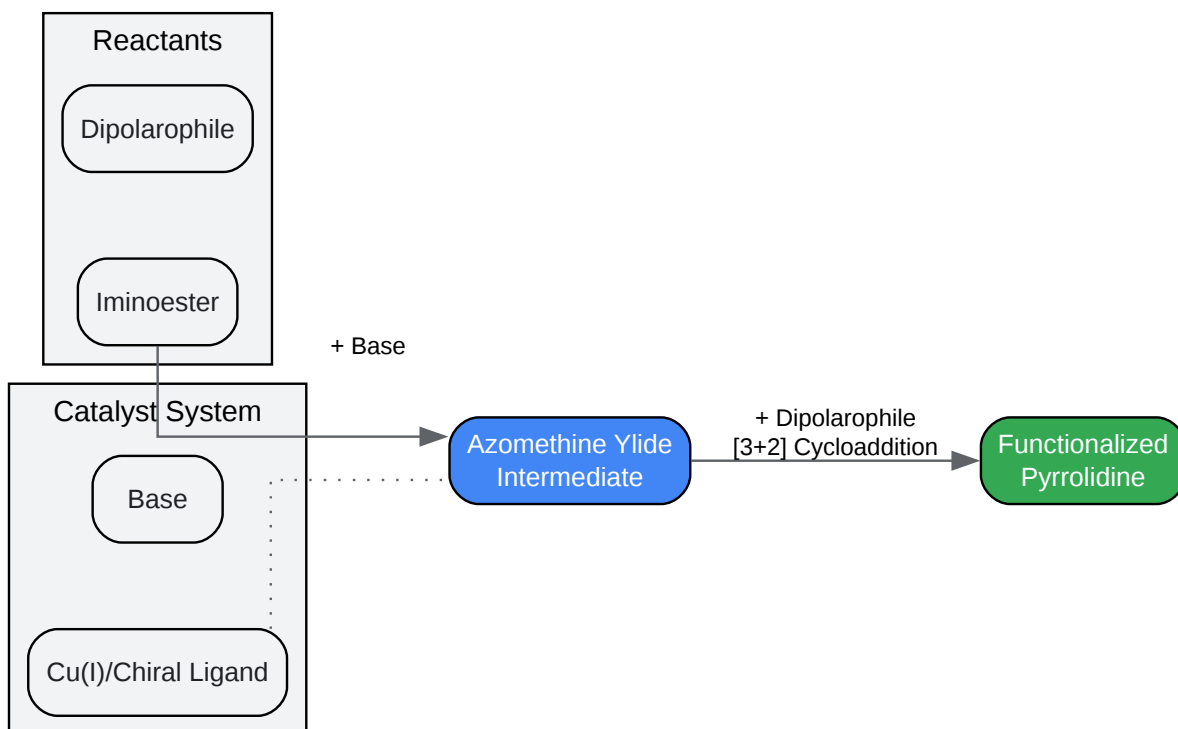 Reactants
Dipolarophile
Iminoester
+ Base
Catalyst System
Base
Cu(I)/Chiral Ligand
Azomethine Ylide
Intermediate
+ Dipolarophile
[3+2] Cycloaddition
Functionalized
Pyrrolidine